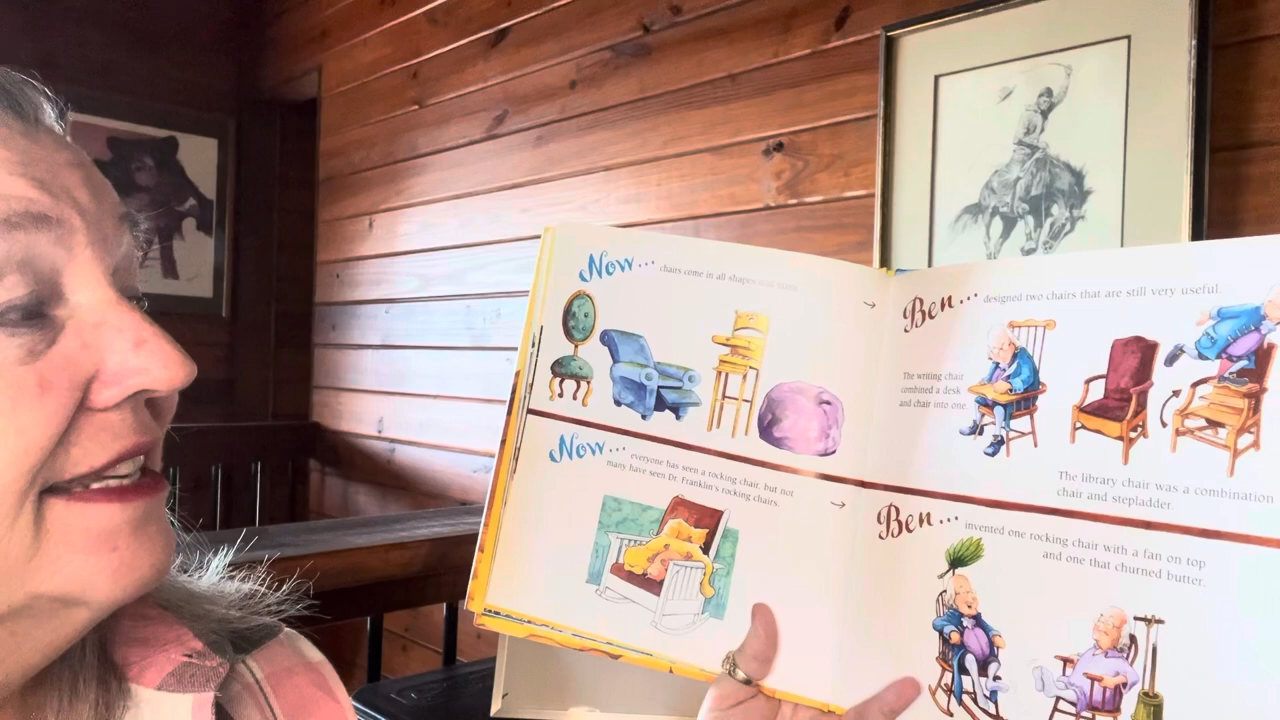 Now... chairs come in all shapes and sizes.
Now... everyone has seen a rocking chair, but not
many have seen Dr. Franklin's rocking chairs.
Ben... designed two chairs that are still very useful.
The writing chair
combined a desk
and chair into one.
The library chair was a combination
chair and stepladder.
Ben... invented one rocking chair with a fan on top
and one that churned butter.